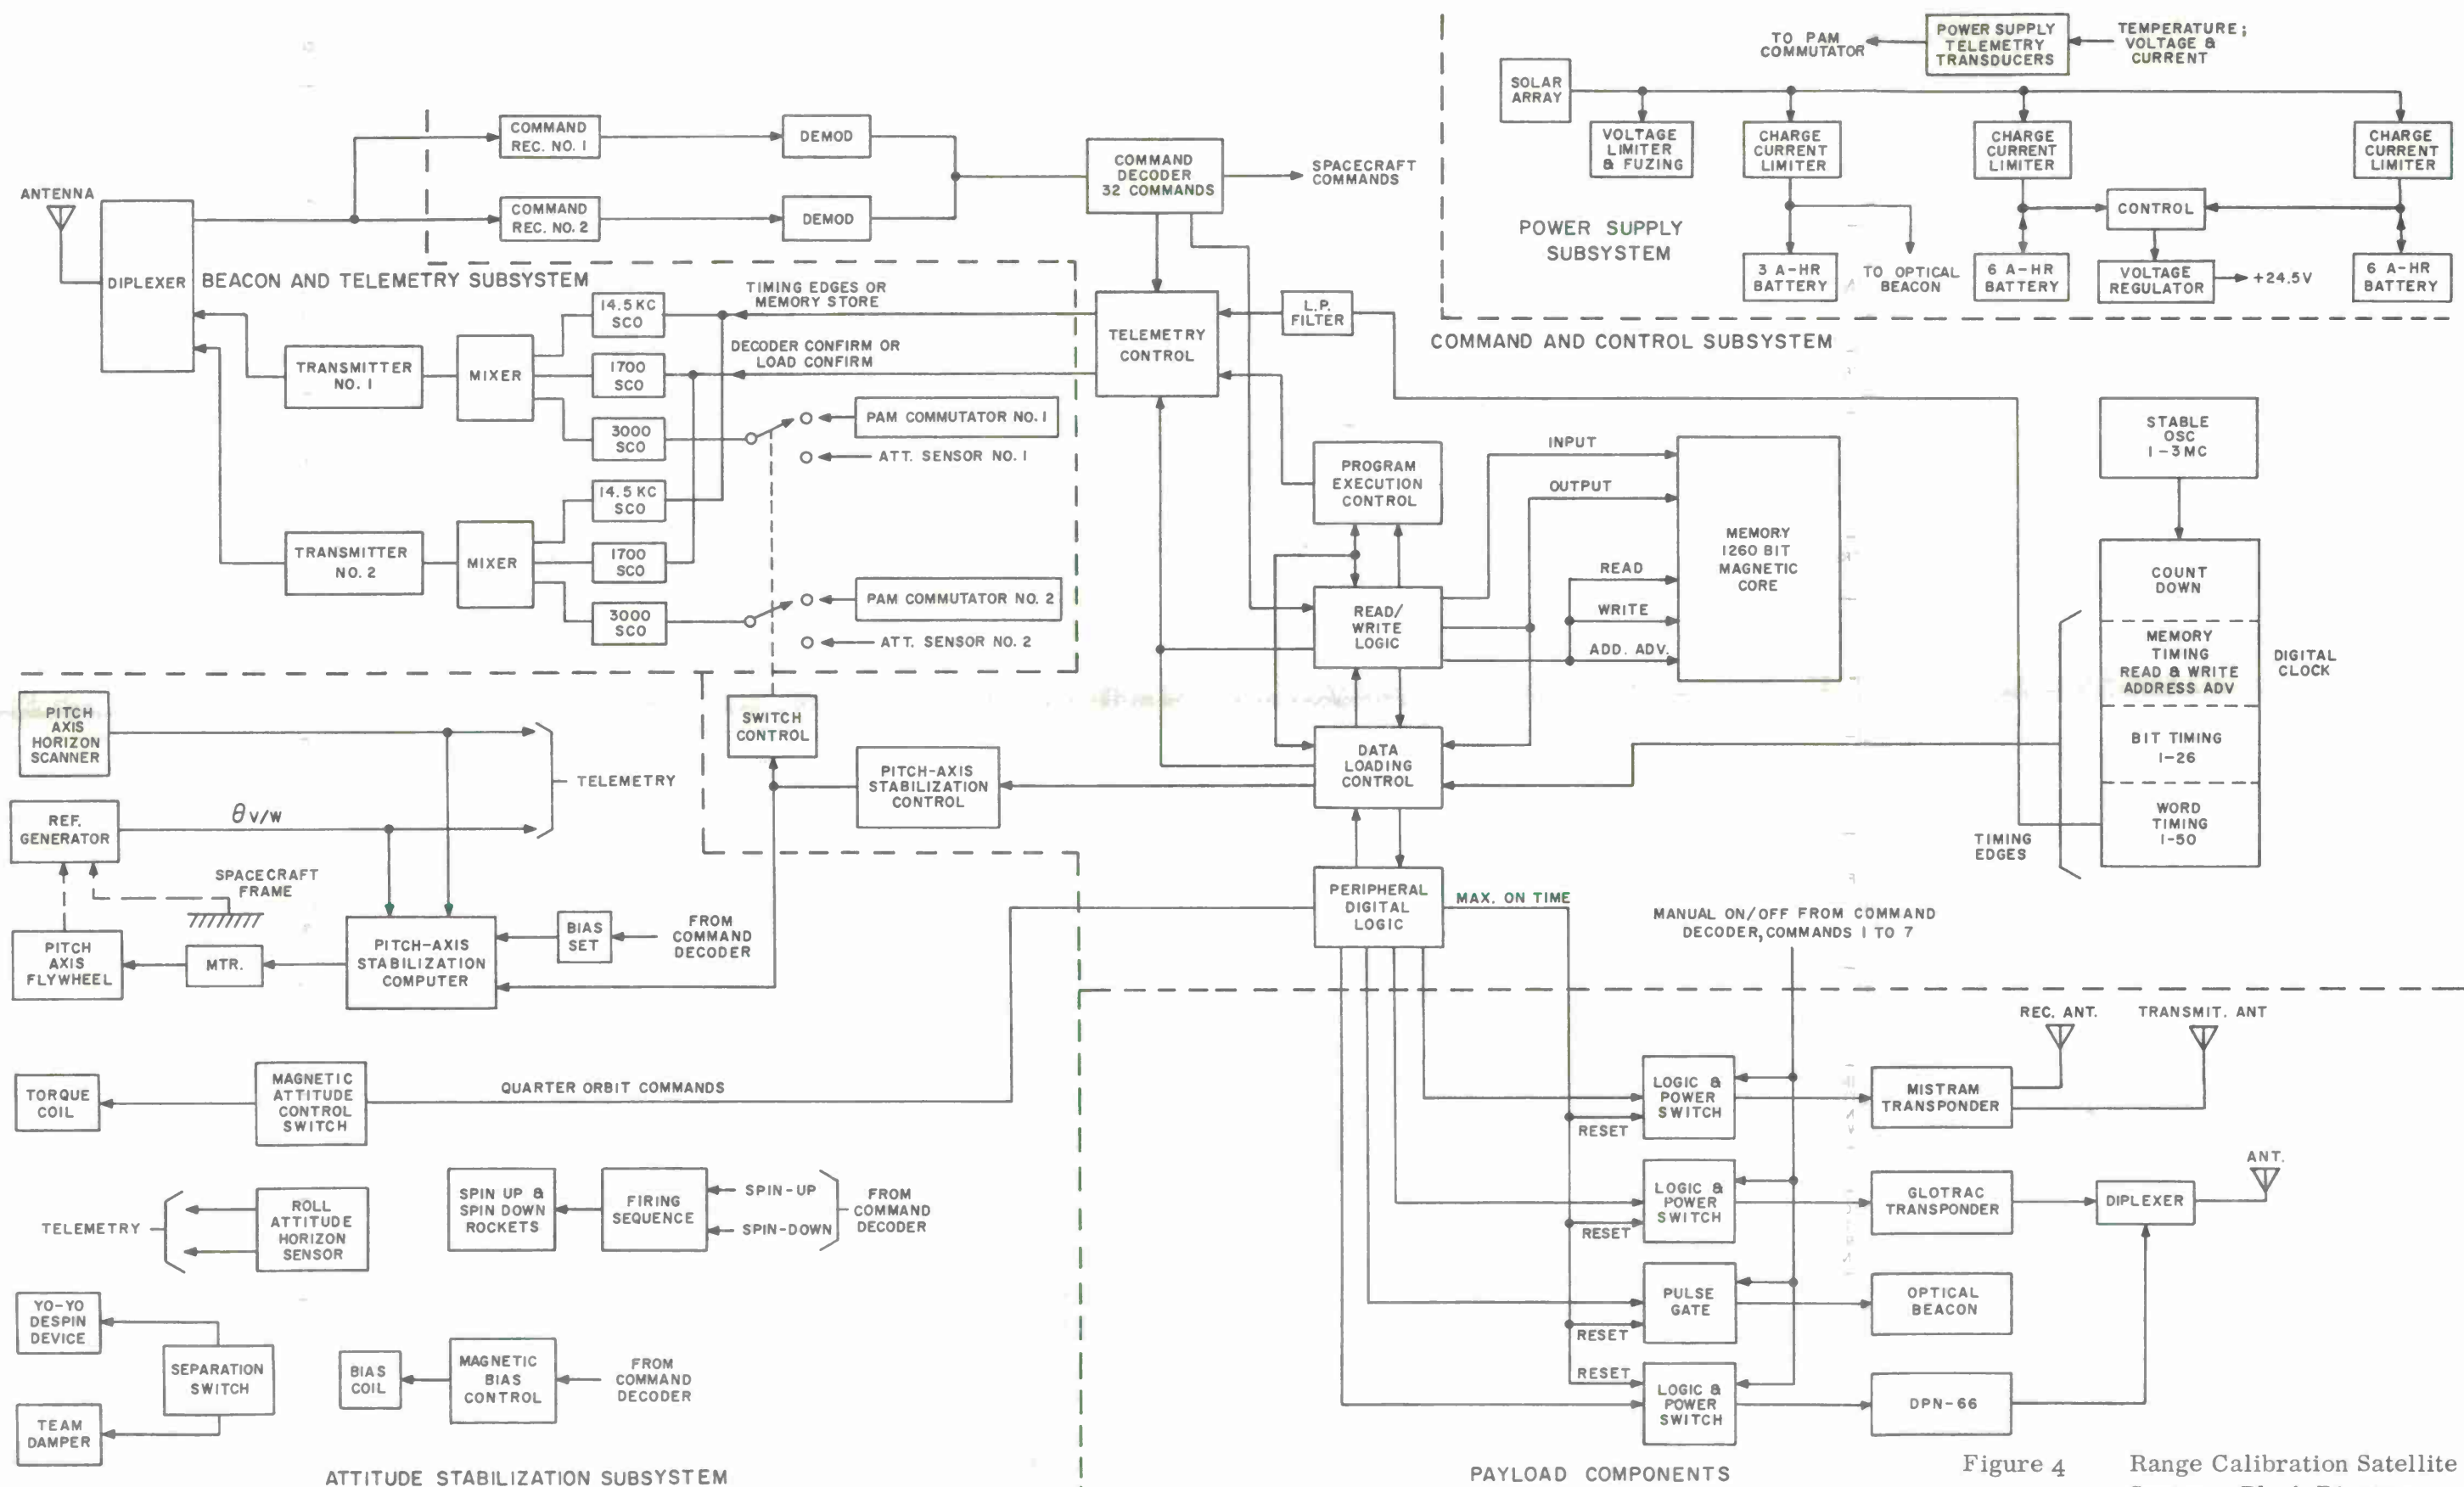 TO PAM
COMMUTATOR
POWER SUPPLY
TELEMETRY
TRANSDUCERS
TEMPERATURE;
VOLTAGE &
CURRENT
SOLAR
ARRAY
VOLTAGE
LIMITER
& FUZING
CHARGE
CURRENT
LIMITER
CHARGE
CURRENT
LIMITER
CHARGE
CURRENT
LIMITER
CONTROL
POWER SUPPLY
SUBSYSTEM
3 A-HR
BATTERY
TO OPTICAL
BEACON
6 A-HR
BATTERY
VOLTAGE
REGULATOR
+24.5V
6 A-HR
BATTERY
ANTENNA
DIPLEXER
COMMAND
REC. NO. 1
DEMOD
COMMAND
REC. NO. 2
DEMOD
COMMAND
DECODER
32 COMMANDS
SPACECRAFT
COMMANDS
BEACON AND TELEMETRY SUBSYSTEM
TIMING EDGES OR
MEMORY STORE
14.5 KC
SCO
DECODER CONFIRM OR
LOAD CONFIRM
TRANSMITTER
NO. 1
MIXER
1700
SCO
3000
SCO
PAM COMMUTATOR NO. 1
ATT. SENSOR NO. 1
14.5 KC
SCO
TRANSMITTER
NO. 2
MIXER
1700
SCO
3000
SCO
PAM COMMUTATOR NO. 2
ATT. SENSOR NO. 2
COMMAND AND CONTROL SUBSYSTEM
TELEMETRY
CONTROL
L.P.
FILTER
PROGRAM
EXECUTION
CONTROL
INPUT
OUTPUT
READ
WRITE
ADD. ADV.
MEMORY
1260 BIT
MAGNETIC
CORE
READ/
WRITE
LOGIC
STABLE
OSC
1-3 MC
COUNT
DOWN
MEMORY
TIMING
READ & WRITE
ADDRESS ADV
BIT TIMING
1-26
WORD
TIMING
1-50
DIGITAL
CLOCK
TIMING
EDGES
DATA
LOADING
CONTROL
SWITCH
CONTROL
PITCH-AXIS
STABILIZATION
CONTROL
PERIPHERAL
DIGITAL
LOGIC
MAX. ON TIME
MANUAL ON/OFF FROM COMMAND
DECODER, COMMANDS 1 TO 7
PITCH
AXIS
HORIZON
SCANNER
TELEMETRY
REF.
GENERATOR
θ V/W
SPACECRAFT
FRAME
PITCH
AXIS
FLYWHEEL
MTR.
PITCH-AXIS
STABILIZATION
COMPUTER
BIAS
SET
FROM
COMMAND
DECODER
TORQUE
COIL
MAGNETIC
ATTITUDE
CONTROL
SWITCH
QUARTER ORBIT COMMANDS
TELEMETRY
ROLL
ATTITUDE
HORIZON
SENSOR
SPIN UP &
SPIN DOWN
ROCKETS
FIRING
SEQUENCE
SPIN-UP
SPIN-DOWN
FROM
COMMAND
DECODER
YO-YO
DESPIN
DEVICE
SEPARATION
SWITCH
TEAM
DAMPER
BIAS
COIL
MAGNETIC
BIAS
CONTROL
FROM
COMMAND
DECODER
ATTITUDE STABILIZATION SUBSYSTEM
REC. ANT.
TRANSMIT. ANT
LOGIC &
POWER
SWITCH
RESET
MISTRAM
TRANSPONDER
LOGIC &
POWER
SWITCH
RESET
GLOTRAC
TRANSPONDER
DIPLEXER
ANT.
PULSE
GATE
RESET
OPTICAL
BEACON
RESET
LOGIC &
POWER
SWITCH
DPN-66
PAYLOAD COMPONENTS
Figure 4 Range Calibration Satellite